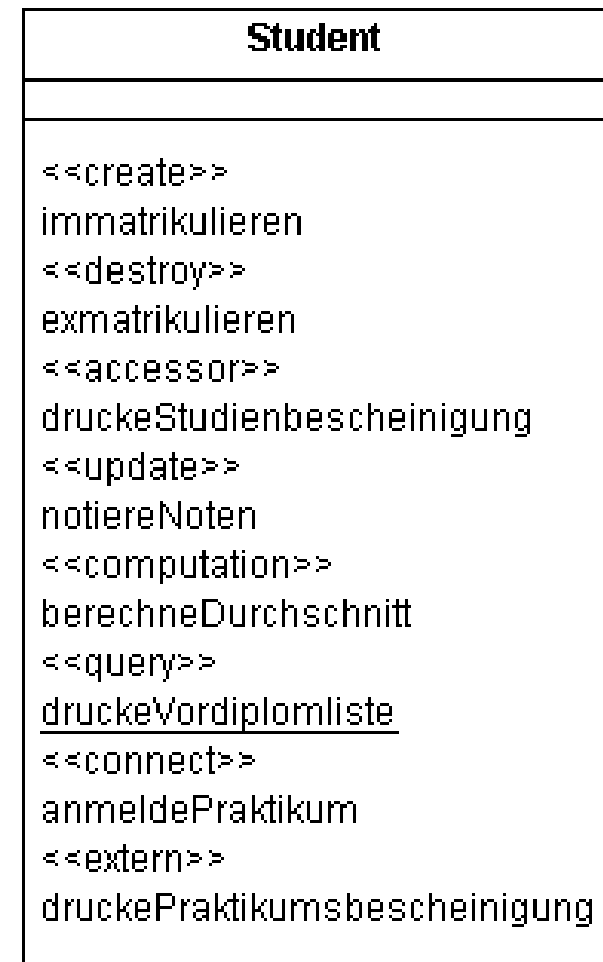 Student
<<create>>
immatrikulieren
<<destroy>>
exmatrikulieren
<<accessor>>
druckeStudienbescheinigung
<<update>>
notiereNoten
<<computation>>
berechneDurchschnitt
<<query>>
druckeVordiplomliste
<<connect>>
anmeldePraktikum
<<extern>>
druckePraktikumsbescheinigung